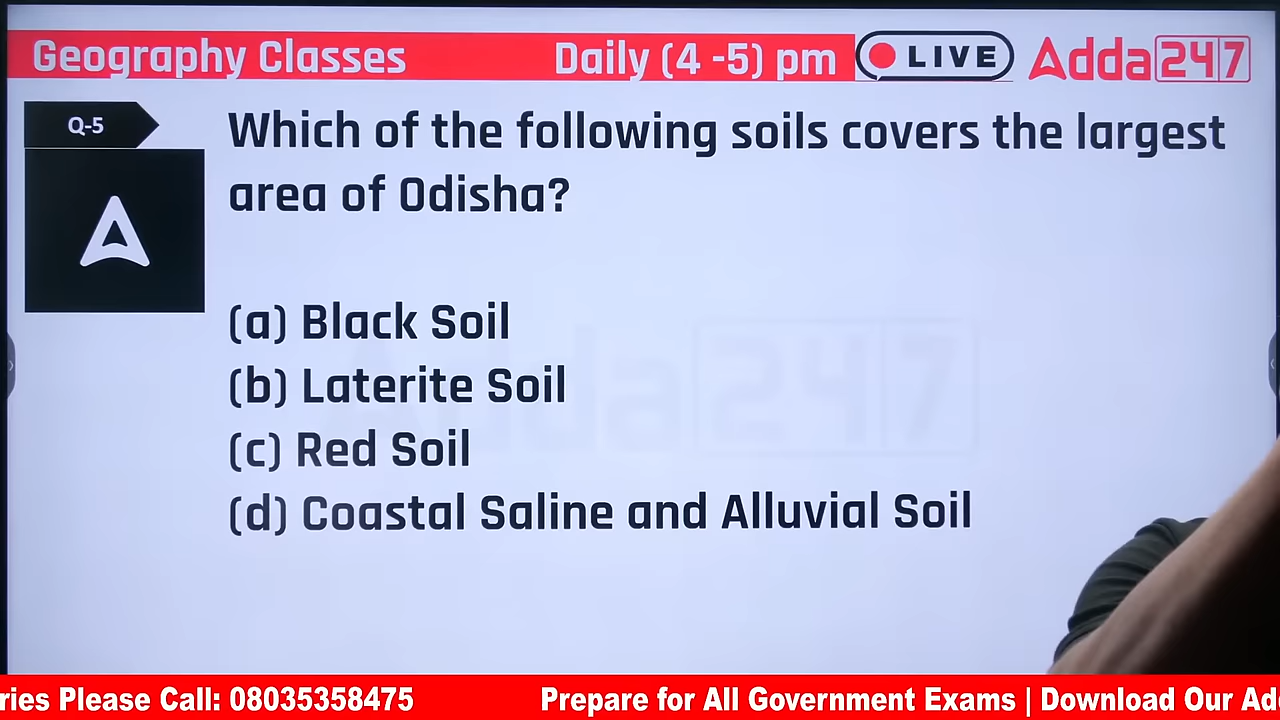 Geography Classes
Daily (4 -5) pm
LIVE
Adda247
Q-5
Which of the following soils covers the largest
area of Odisha?
(a) Black Soil
(b) Laterite Soil
(c) Red Soil
(d) Coastal Saline and Alluvial Soil
Adda247
ries Please Call: 08035358475
Prepare for All Government Exams | Download Our Ad